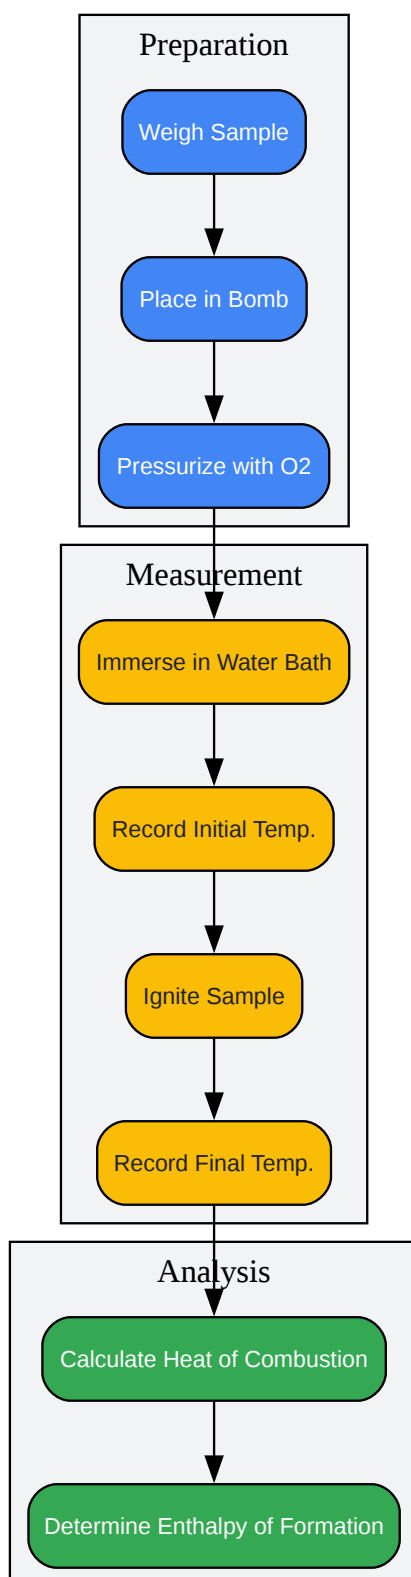 Preparation
Weigh Sample
Place in Bomb
Pressurize with O2
Measurement
Immerse in Water Bath
Record Initial Temp.
Ignite Sample
Record Final Temp.
Analysis
Calculate Heat of Combustion
Determine Enthalpy of Formation